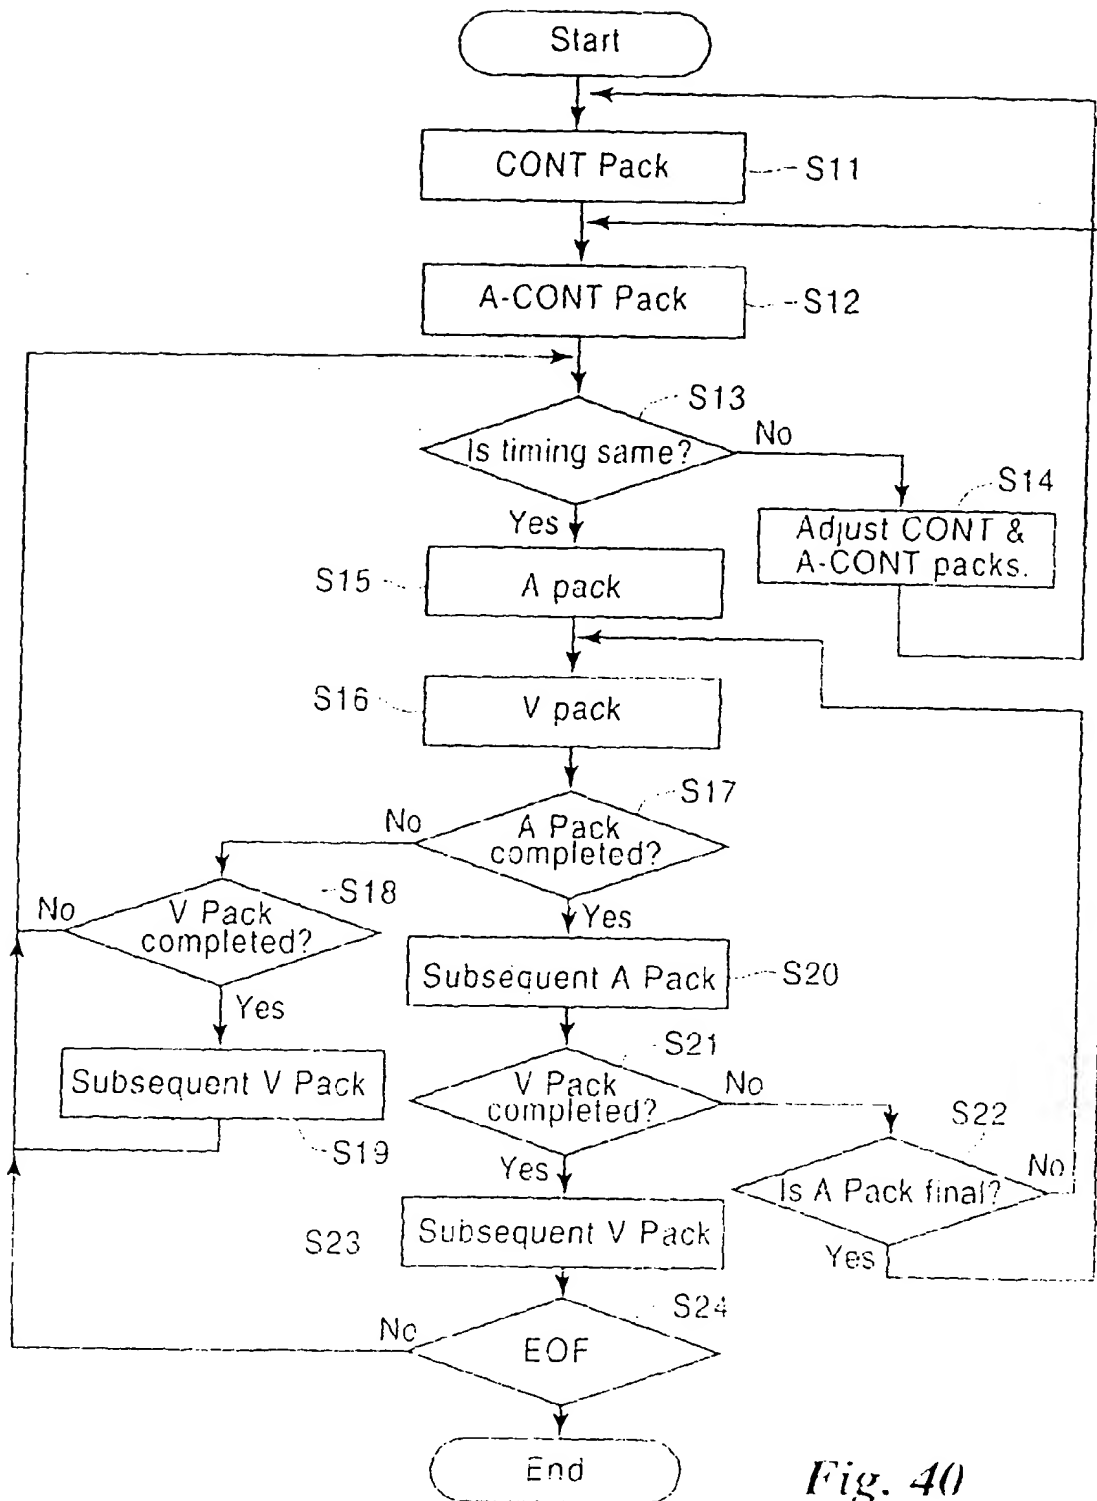 Start
CONT Pack
S11
A-CONT Pack
S12
S13
Is timing same?
No
S14
Yes
Adjust CONT &
A-CONT packs.
S15
A pack
S16
V pack
S17
No
A Pack
completed?
S18
No
V Pack
completed?
Yes
Subsequent A Pack
S20
Yes
S21
Subsequent V Pack
V Pack
completed?
No
S22
S19
Yes
Is A Pack final?
No
S23
Subsequent V Pack
Yes
S24
No
EOF
End
Fig. 40